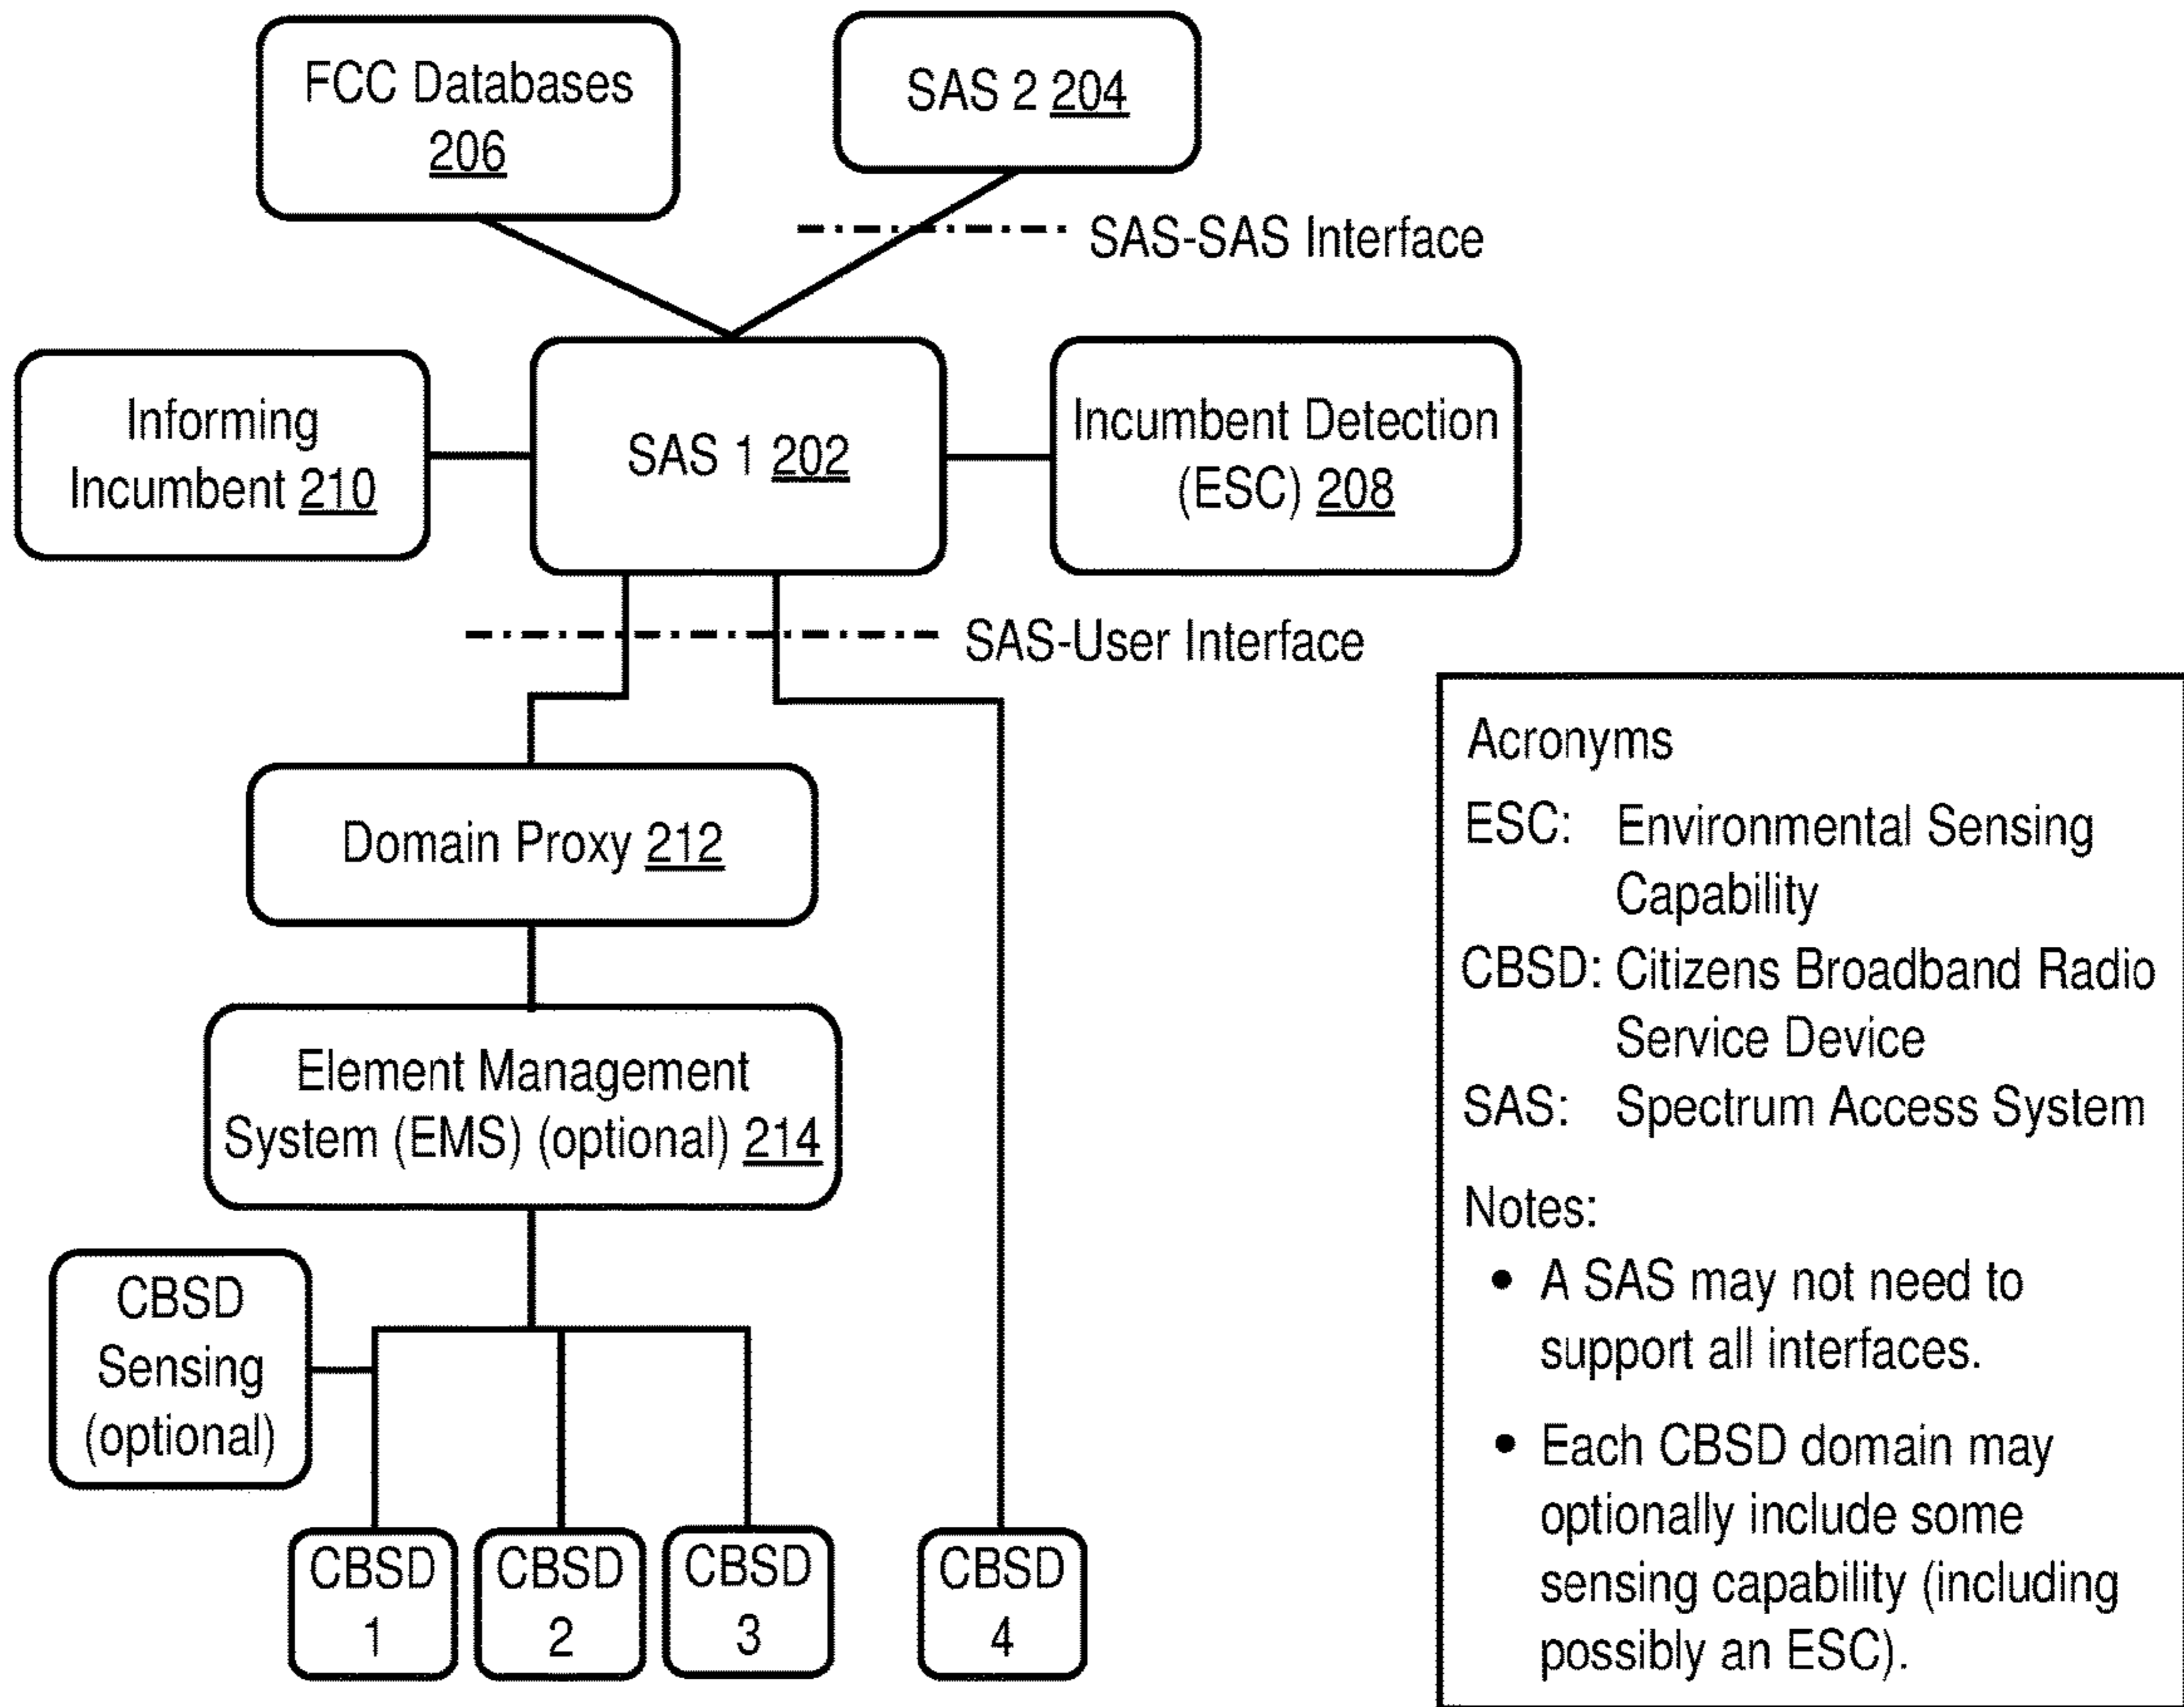 FCC Databases
206
SAS 2 204
SAS-SAS Interface
Informing
Incumbent 210
SAS 1 202
Incumbent Detection
(ESC) 208
SAS-User Interface
Domain Proxy 212
Element Management
System (EMS) (optional) 214
CBSD
Sensing
(optional)
CBSD
1
CBSD
2
CBSD
3
CBSD
4
Acronyms
ESC: Environmental Sensing
Capability
CBSD: Citizens Broadband Radio
Service Device
SAS: Spectrum Access System
Notes:
• A SAS may not need to
support all interfaces.
• Each CBSD domain may
optionally include some
sensing capability (including
possibly an ESC).